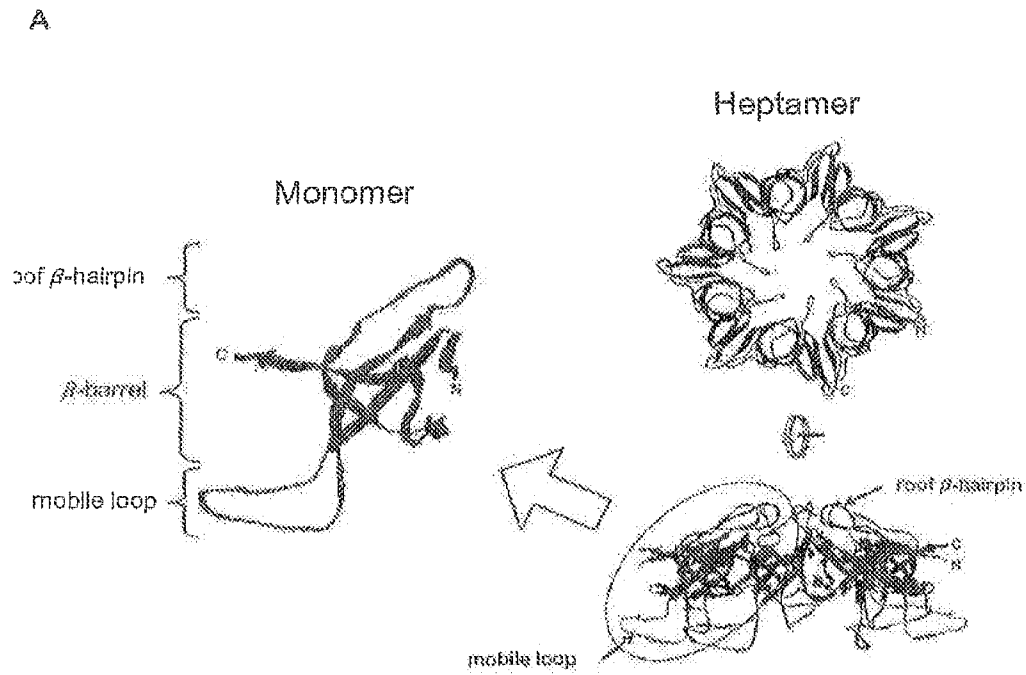 A
Heptamer
Monomer
oof β-hairpin
C
β-barrel
N
mobile loop
N
C
roof β-hairpin
C
N
mobile loop